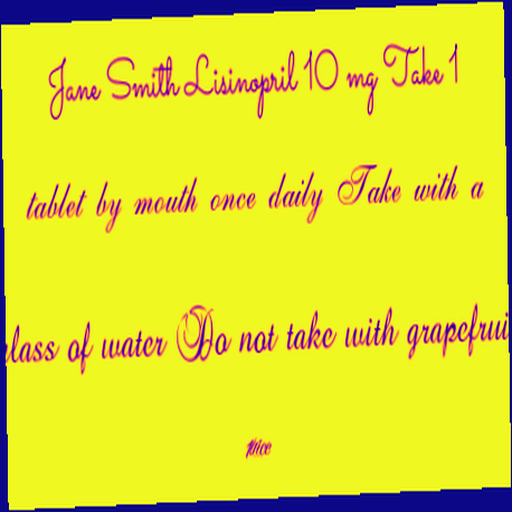 Jane Smith Lisinopril 10 mg Take 1
tablet by mouth once daily Take with a
glass of water Do not take with grapefrui